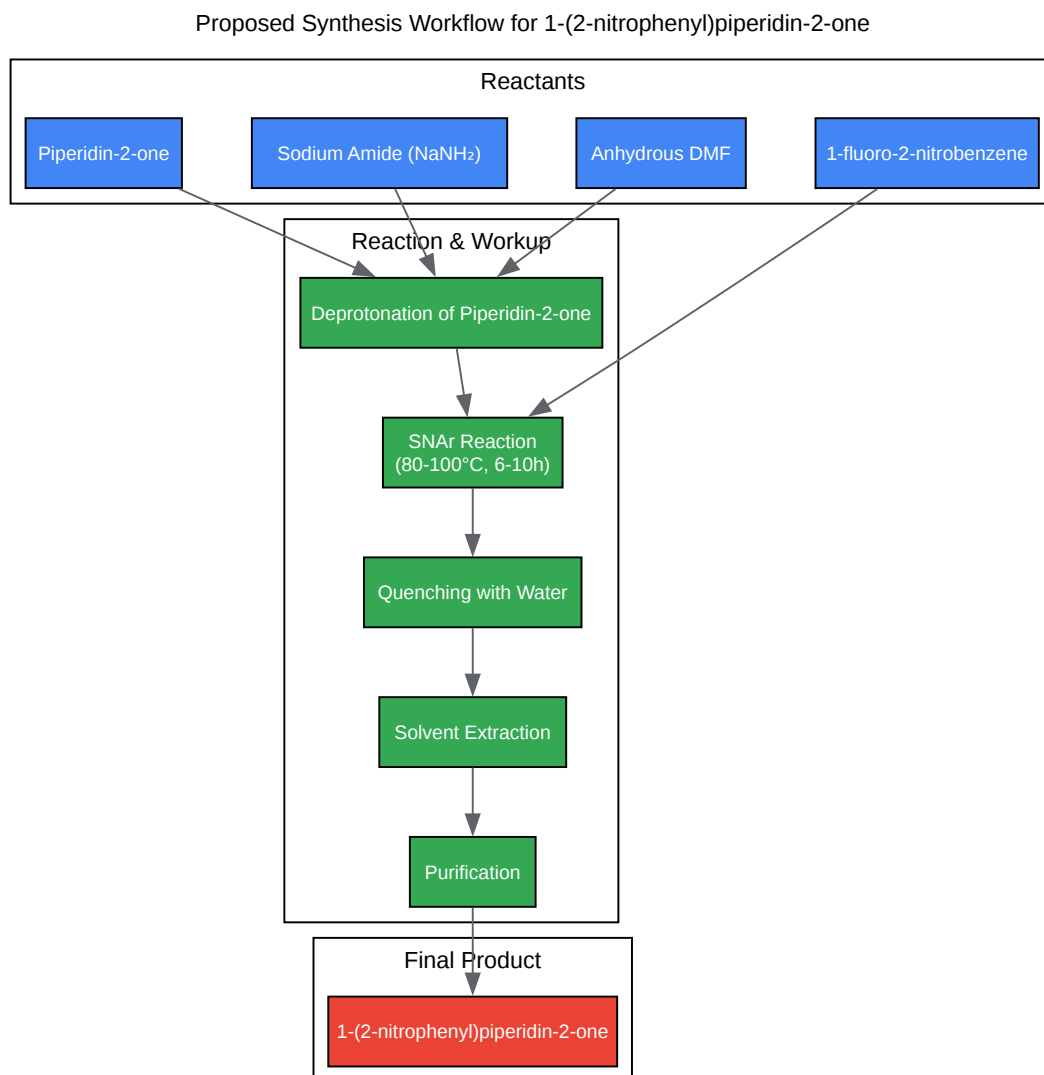 Proposed Synthesis Workflow for 1-(2-nitrophenyl)piperidin-2-one
Reactants
Piperidin-2-one
Sodium Amide (NaNH₂)
Anhydrous DMF
1-fluoro-2-nitrobenzene
Reaction & Workup
Deprotonation of Piperidin-2-one
SNAr Reaction
(80-100°C, 6-10h)
Quenching with Water
Solvent Extraction
Purification
Final Product
1-(2-nitrophenyl)piperidin-2-one